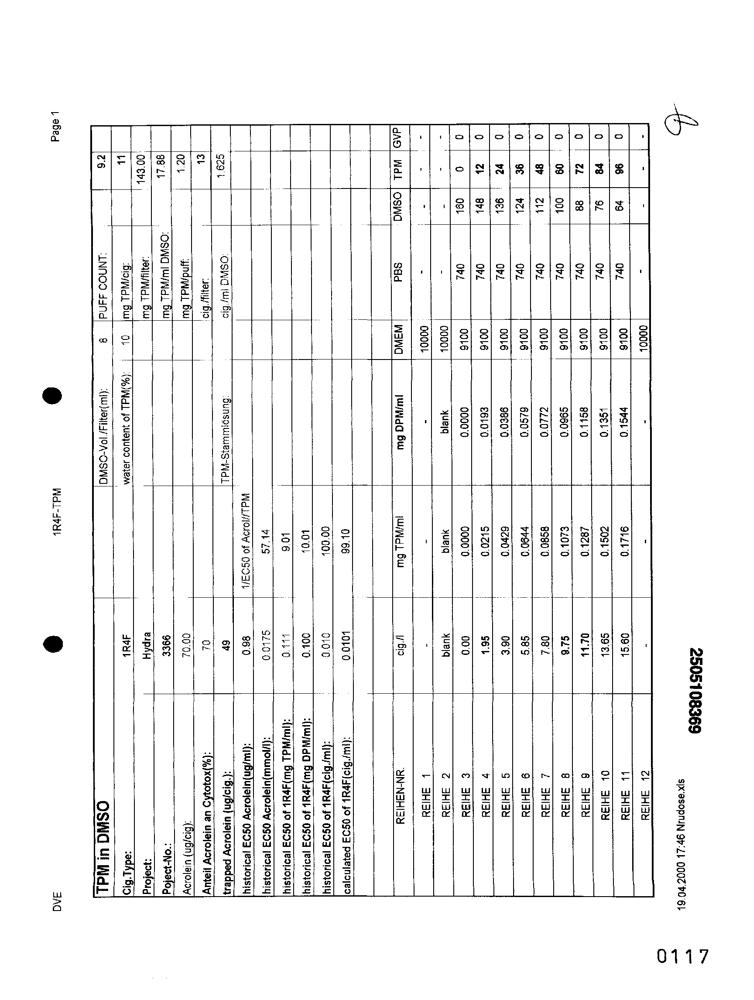 DVE 1R4F-TPM Page 1
TPM in DMSO DMSO-Vol./Filter(ml): 8 PUFF COUNT: 9.2
Cig.Type: 1R4F water content of TPM(%): 10 mg TPM/cig: 11
Project: Hydra mg TPM/filter: 143.00
Poject-No.: 3366 mg TPM/ml DMSO: 17.88
Acrolein (ug/cig): 70.00 mg TPM/puff: 1.20
Anteil Acrolein an Cytotox(%): 70 cig./filter: 13
trapped Acrolein (ug/cig.): 49 TPM-Stammlösung: cig./ml DMSO: 1.625
historical EC50 Acrolein(ug/ml): 0.98 1/EC50 of Acrol//TPM
historical EC50 Acrolein(mmol/l): 0.0175 57.14
historical EC50 of 1R4F(mg TPM/ml): 0.111 9.01
historical EC50 of 1R4F(mg DPM/ml): 0.100 10.01
historical EC50 of 1R4F(cig./ml): 0.010 100.00
calculated EC50 of 1R4F(cig./ml): 0.0101 99.10
REIHEN-NR. cig./l mg TPM/ml mg DPM/ml DMEM PBS DMSO TPM GVP
REIHE 1 - - - 10000 - - - -
REIHE 2 blank blank blank 10000 - - - -
REIHE 3 0.00 0.0000 0.0000 9100 740 160 0 0
REIHE 4 1.95 0.0215 0.0193 9100 740 148 12 0
REIHE 5 3.90 0.0429 0.0386 9100 740 136 24 0
REIHE 6 5.85 0.0644 0.0579 9100 740 124 36 0
REIHE 7 7.80 0.0858 0.0772 9100 740 112 48 0
REIHE 8 9.75 0.1073 0.0965 9100 740 100 60 0
REIHE 9 11.70 0.1287 0.1158 9100 740 88 72 0
REIHE 10 13.65 0.1502 0.1351 9100 740 76 84 0
REIHE 11 15.60 0.1716 0.1544 9100 740 64 96 0
REIHE 12 - - - 10000 - - - -
2505108369
19.04.2000 17:46 Nrudose.xls
0117